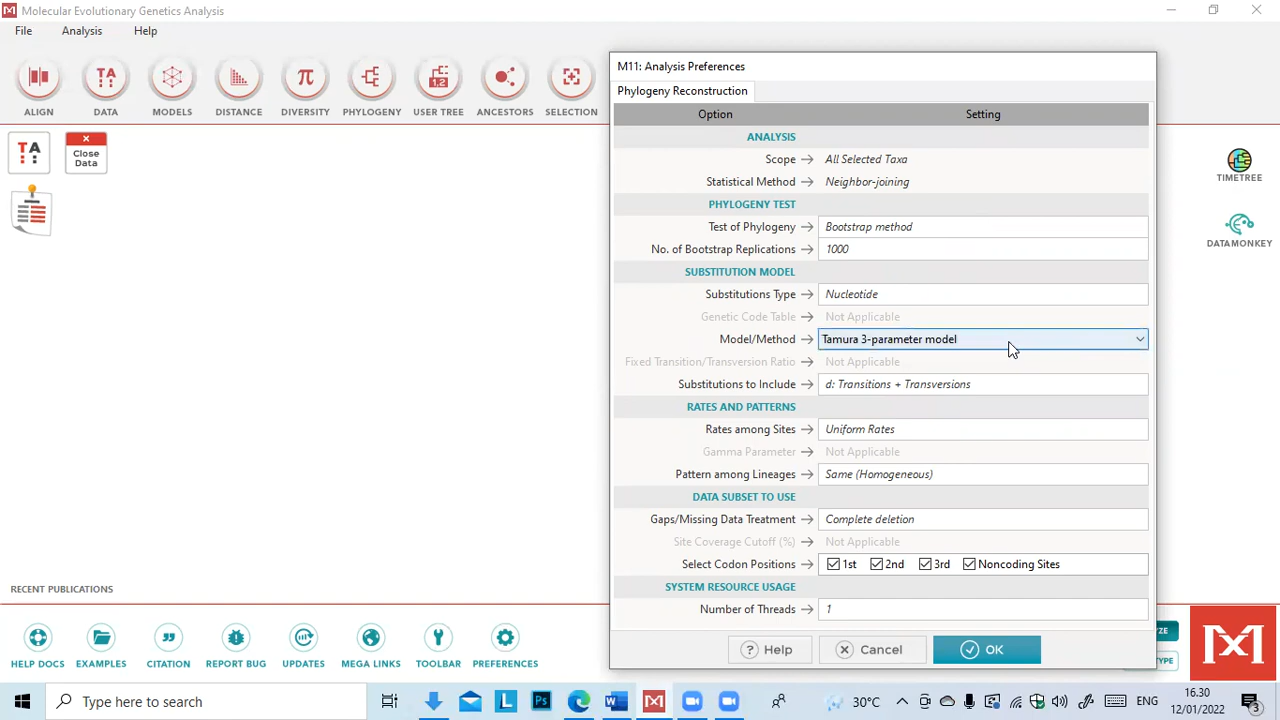 Molecular Evolutionary Genetics Analysis
File Analysis Help
ALIGN DATA MODELS DISTANCE DIVERSITY PHYLOGENY USER TREE ANCESTORS SELECTION
TA
Close
Data
TIMETREE
DATAMONKEY
M11: Analysis Preferences
Phylogeny Reconstruction
Option Setting
ANALYSIS
Scope → All Selected Taxa
Statistical Method → Neighbor-joining
PHYLOGENY TEST
Test of Phylogeny → Bootstrap method
No. of Bootstrap Replications → 1000
SUBSTITUTION MODEL
Substitutions Type → Nucleotide
Genetic Code Table → Not Applicable
Model/Method → Tamura 3-parameter model
Fixed Transition/Transversion Ratio → Not Applicable
Substitutions to Include → d: Transitions + Transversions
RATES AND PATTERNS
Rates among Sites → Uniform Rates
Gamma Parameter → Not Applicable
Pattern among Lineages → Same (Homogeneous)
DATA SUBSET TO USE
Gaps/Missing Data Treatment → Complete deletion
Site Coverage Cutoff (%) → Not Applicable
Select Codon Positions → 1st 2nd 3rd Noncoding Sites
SYSTEM RESOURCE USAGE
Number of Threads → 1
? Help Cancel OK
RECENT PUBLICATIONS
HELP DOCS EXAMPLES CITATION REPORT BUG UPDATES MEGA LINKS TOOLBAR PREFERENCES
ZE
TYPE
M
Type here to search
30°C ENG 16.30
12/01/2022
3